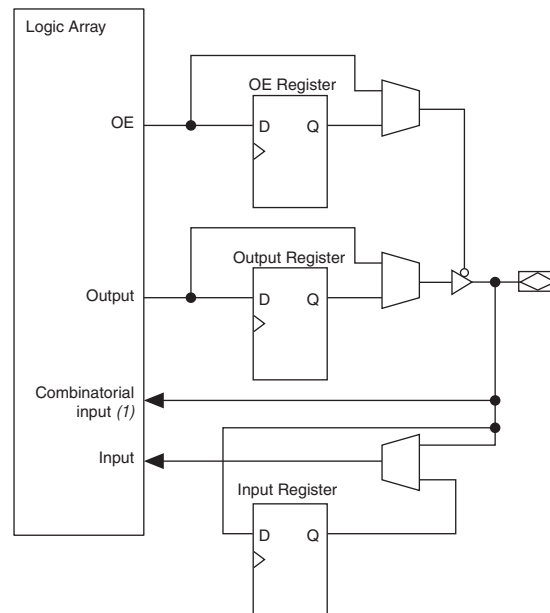 Logic Array
OE Register
OE
D Q
Output Register
Output
D Q
Combinatorial
input (1)
Input
Input Register
D Q